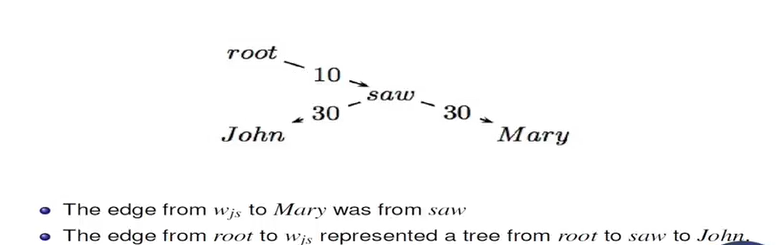 root
10
saw
30
30
John
Mary
The edge from wjs to Mary was from saw
The edge from root to wjs represented a tree from root to saw to John.